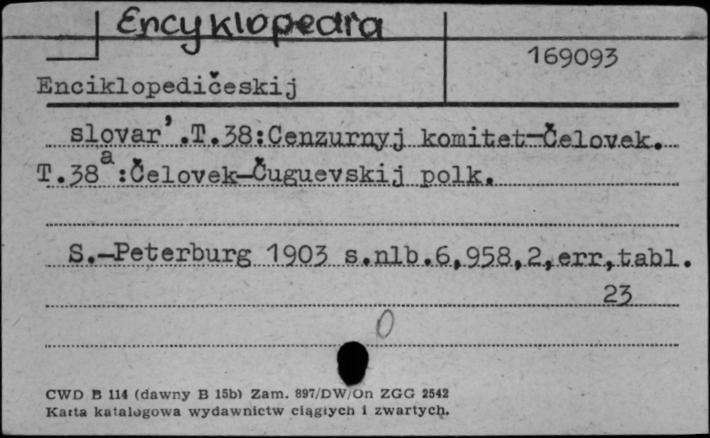 Encyklopedia
169093
Enciklopedičeskij
slovar'.T.38:Cenzurnyj komitet-Čelovek.
T.38a:Čelovek-Čuguevskij polk.
S.-Peterburg 1903 s.nlb.6,958,2,err,tabl.
23
0
CWD B 114 (dawny B 15b) Zam. 897/DW/On ZGG 2542
Karta katalogowa wydawnictw ciągłych i zwartych.